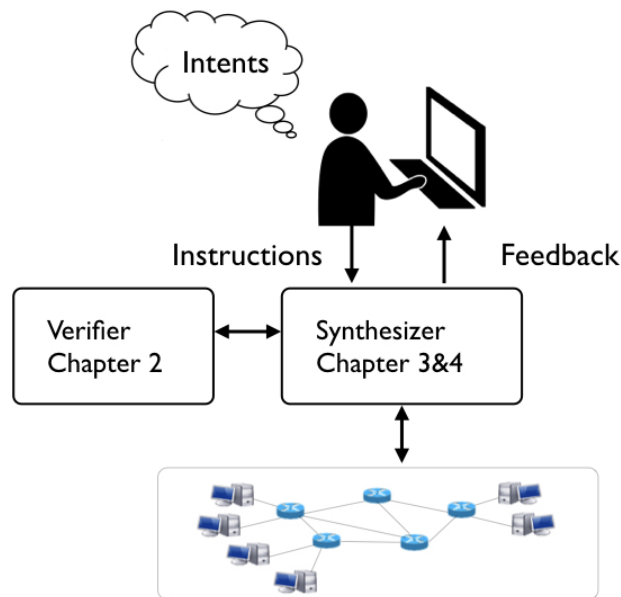 Intents
Instructions
Feedback
Verifier
Chapter 2
Synthesizer
Chapter 3&4